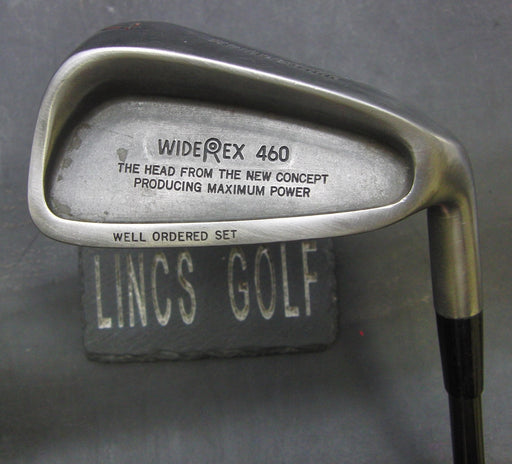 WIDEREX 460
THE HEAD FROM THE NEW CONCEPT
PRODUCING MAXIMUM POWER
WELL ORDERED SET
LINCS GOLF